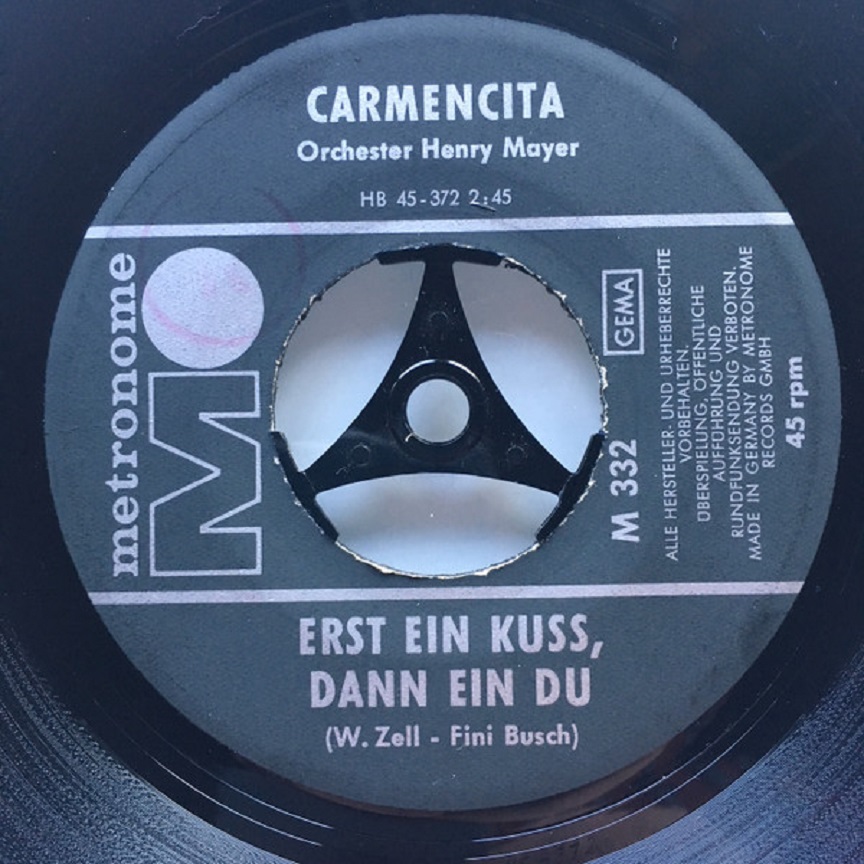 CARMENCITA
Orchester Henry Mayer
HB 45-372 2:45
metronome
M
GEMA
M 332
ALLE HERSTELLER- UND URHEBERRECHTE
VORBEHALTEN.
ÜBERSPIELUNG, ÖFFENTLICHE
AUFFÜHRUNG UND
RUNDFUNKSENDUNG VERBOTEN.
MADE IN GERMANY BY METRONOME
RECORDS GMBH
45 rpm
ERST EIN KUSS,
DANN EIN DU
(W. Zell - Fini Busch)